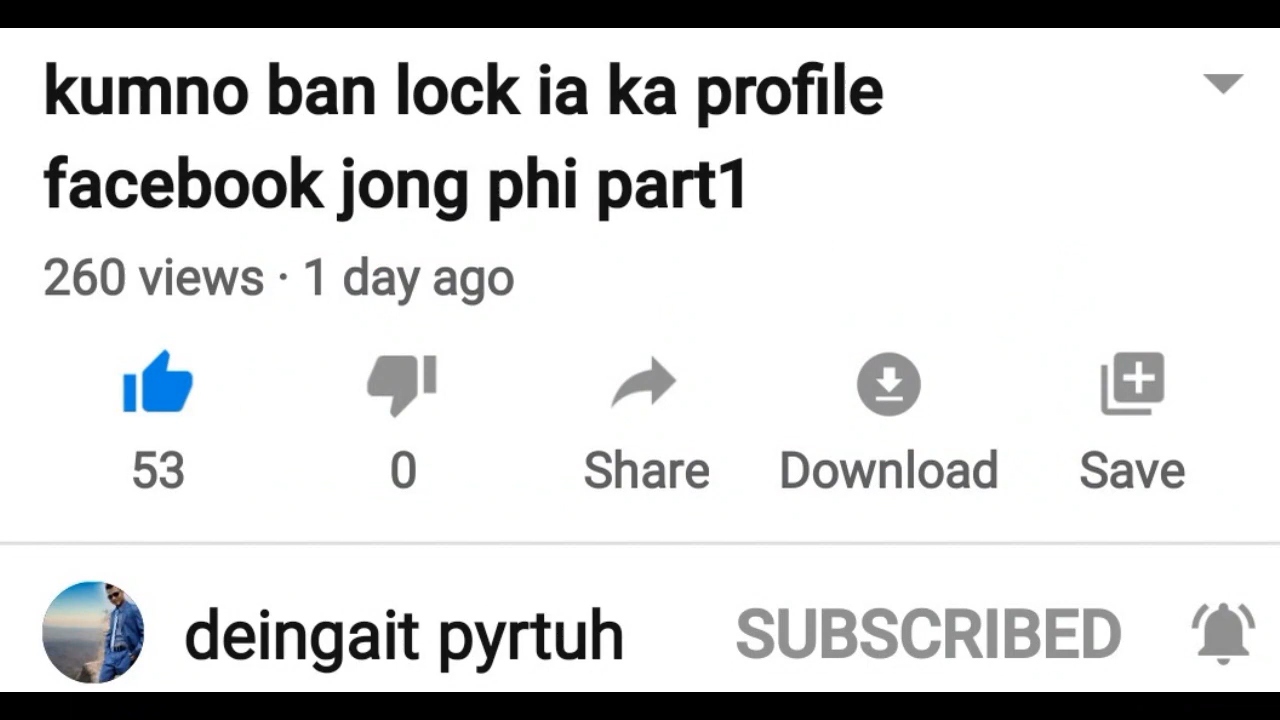 kumno ban lock ia ka profile
facebook jong phi part1
260 views · 1 day ago
53 0 Share Download Save
deingait pyrtuh SUBSCRIBED